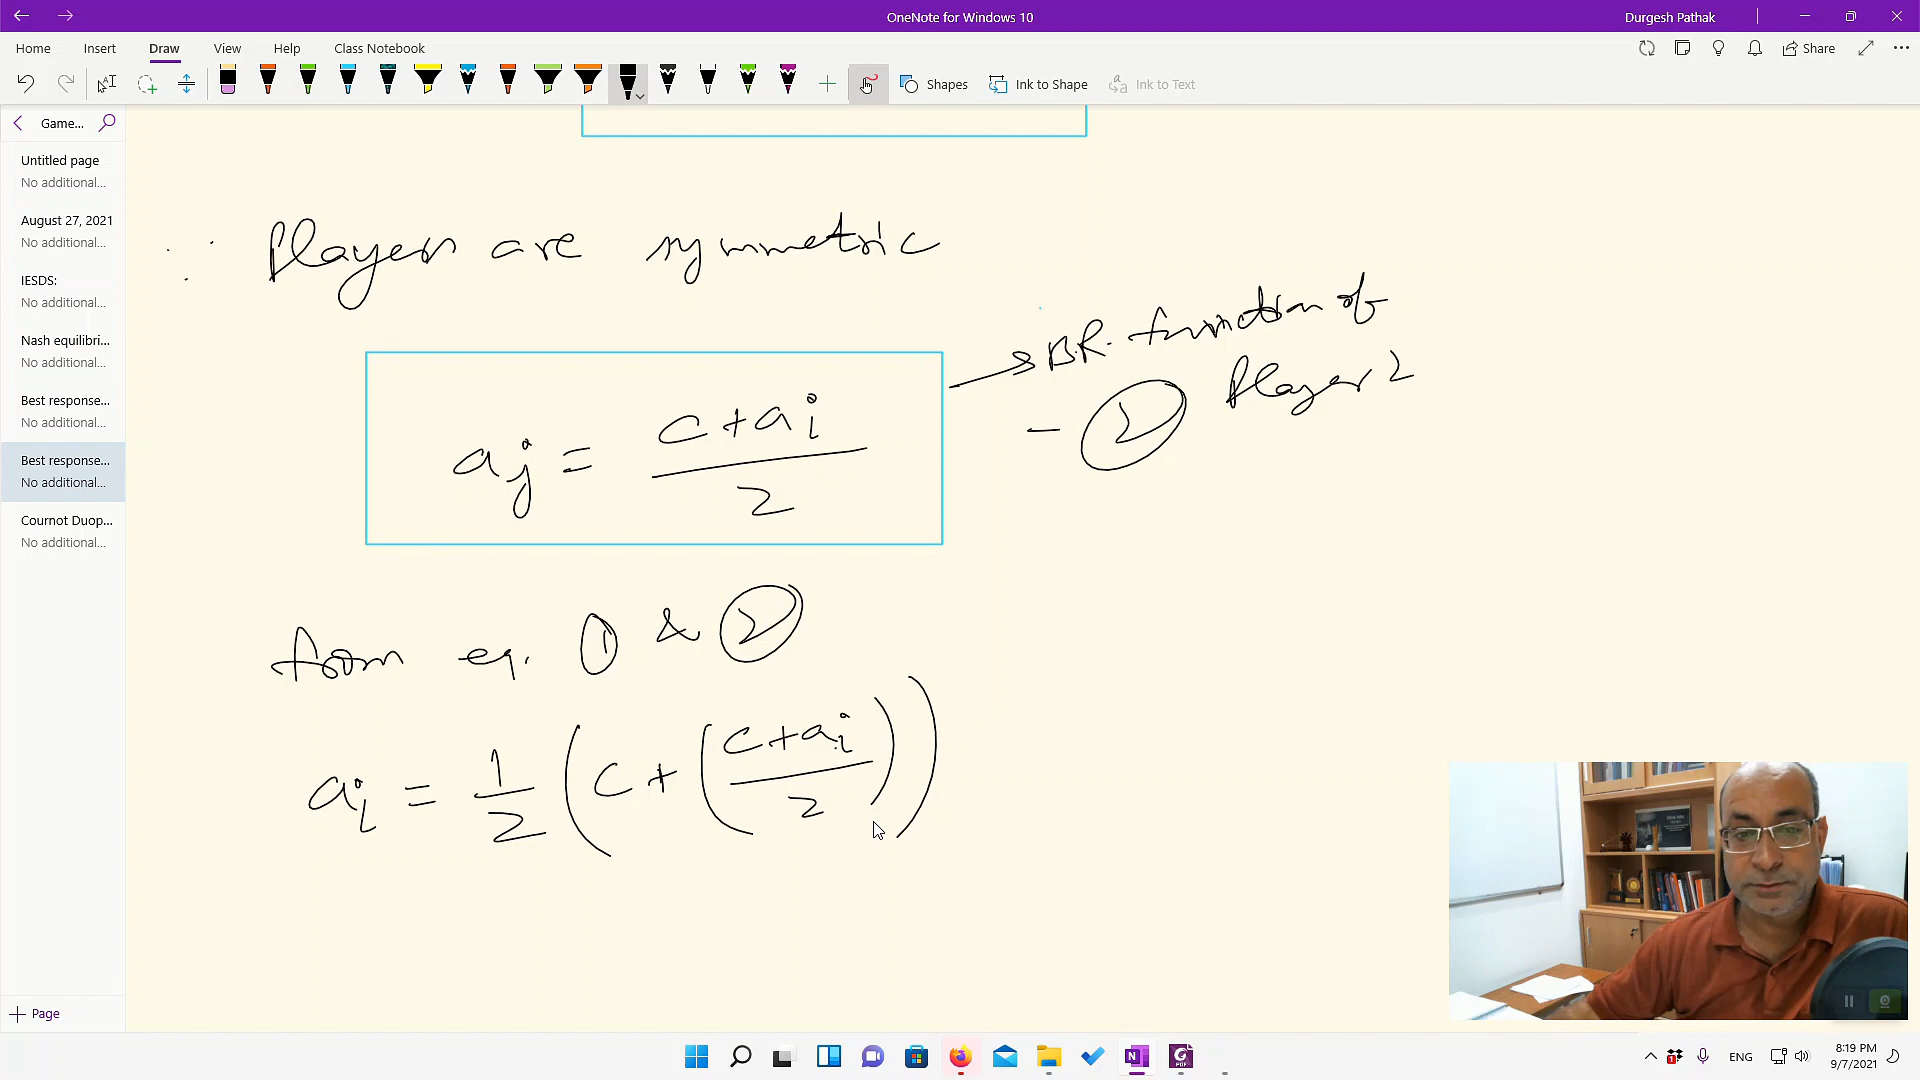 OneNote for Windows 10
Durgesh Pathak
Home Insert Draw View Help Class Notebook
Share
Shapes
Ink to Shape
Ink to Text
Game...
Untitled page
No additional...
August 27, 2021
No additional...
IESDS:
No additional...
Nash equilibri...
No additional...
Best response...
No additional...
Best response...
No additional...
Cournot Duop...
No additional...
Page
∵ Players are symmetric
aj = c+ai / 2
→ B.R. function of
Player 2
- ②
from eq. ① & ②
ai = 1/2 (c + (c+ai / 2))
ENG
8:19 PM
9/7/2021